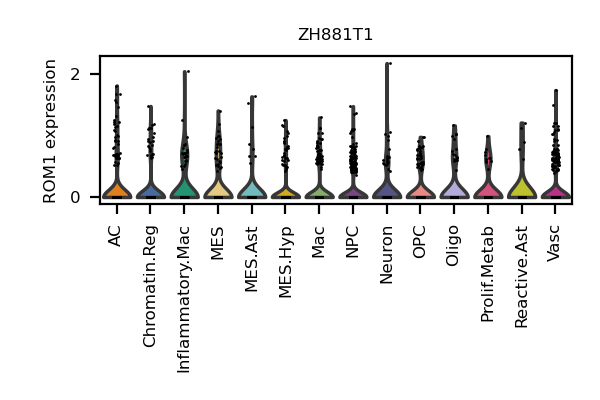 ZH881T1
ROM1 expression
2
0
AC
Chromatin.Reg
Inflammatory.Mac
MES
MES.Ast
MES.Hyp
Mac
NPC
Neuron
OPC
Oligo
Prolif.Metab
Reactive.Ast
Vasc